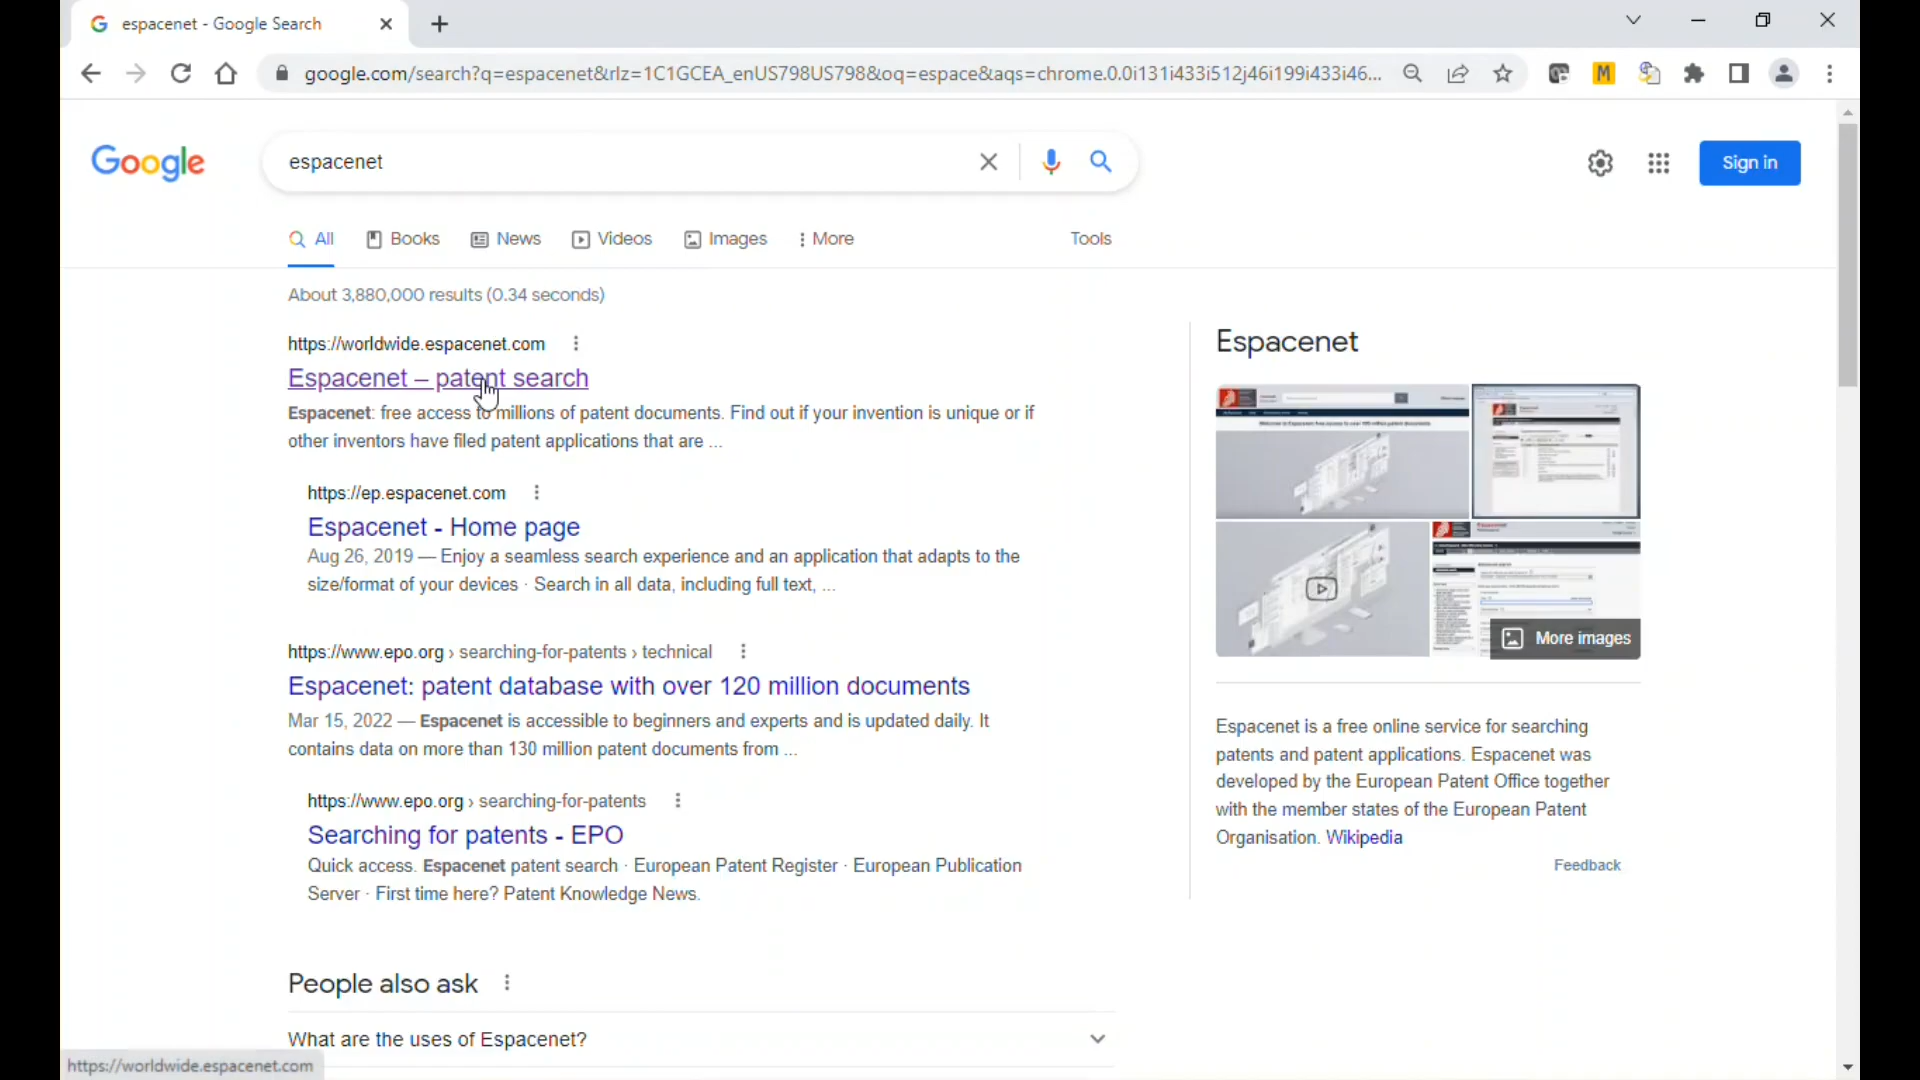 espacenet - Google Search
google.com/search?q=espacenet&rlz=1C1GCEA_enUS798US798&oq=espace&aqs=chrome.0.0i131i433i512j46i199i433i46...
M
Google
espacenet
Sign in
All Books News Videos Images More Tools
About 3,880,000 results (0.34 seconds)
https://worldwide.espacenet.com
Espacenet – patent search
Espacenet: free access to millions of patent documents. Find out if your invention is unique or if
other inventors have filed patent applications that are ...
https://ep.espacenet.com
Espacenet - Home page
Aug 26, 2019 — Enjoy a seamless search experience and an application that adapts to the
size/format of your devices · Search in all data, including full text, ...
https://www.epo.org › searching-for-patents › technical
Espacenet: patent database with over 120 million documents
Mar 15, 2022 — Espacenet is accessible to beginners and experts and is updated daily. It
contains data on more than 130 million patent documents from ...
https://www.epo.org › searching-for-patents
Searching for patents - EPO
Quick access. Espacenet patent search · European Patent Register · European Publication
Server · First time here? Patent Knowledge News.
People also ask
What are the uses of Espacenet?
https://worldwide.espacenet.com
Espacenet
More images
Espacenet is a free online service for searching
patents and patent applications. Espacenet was
developed by the European Patent Office together
with the member states of the European Patent
Organisation. Wikipedia
Feedback